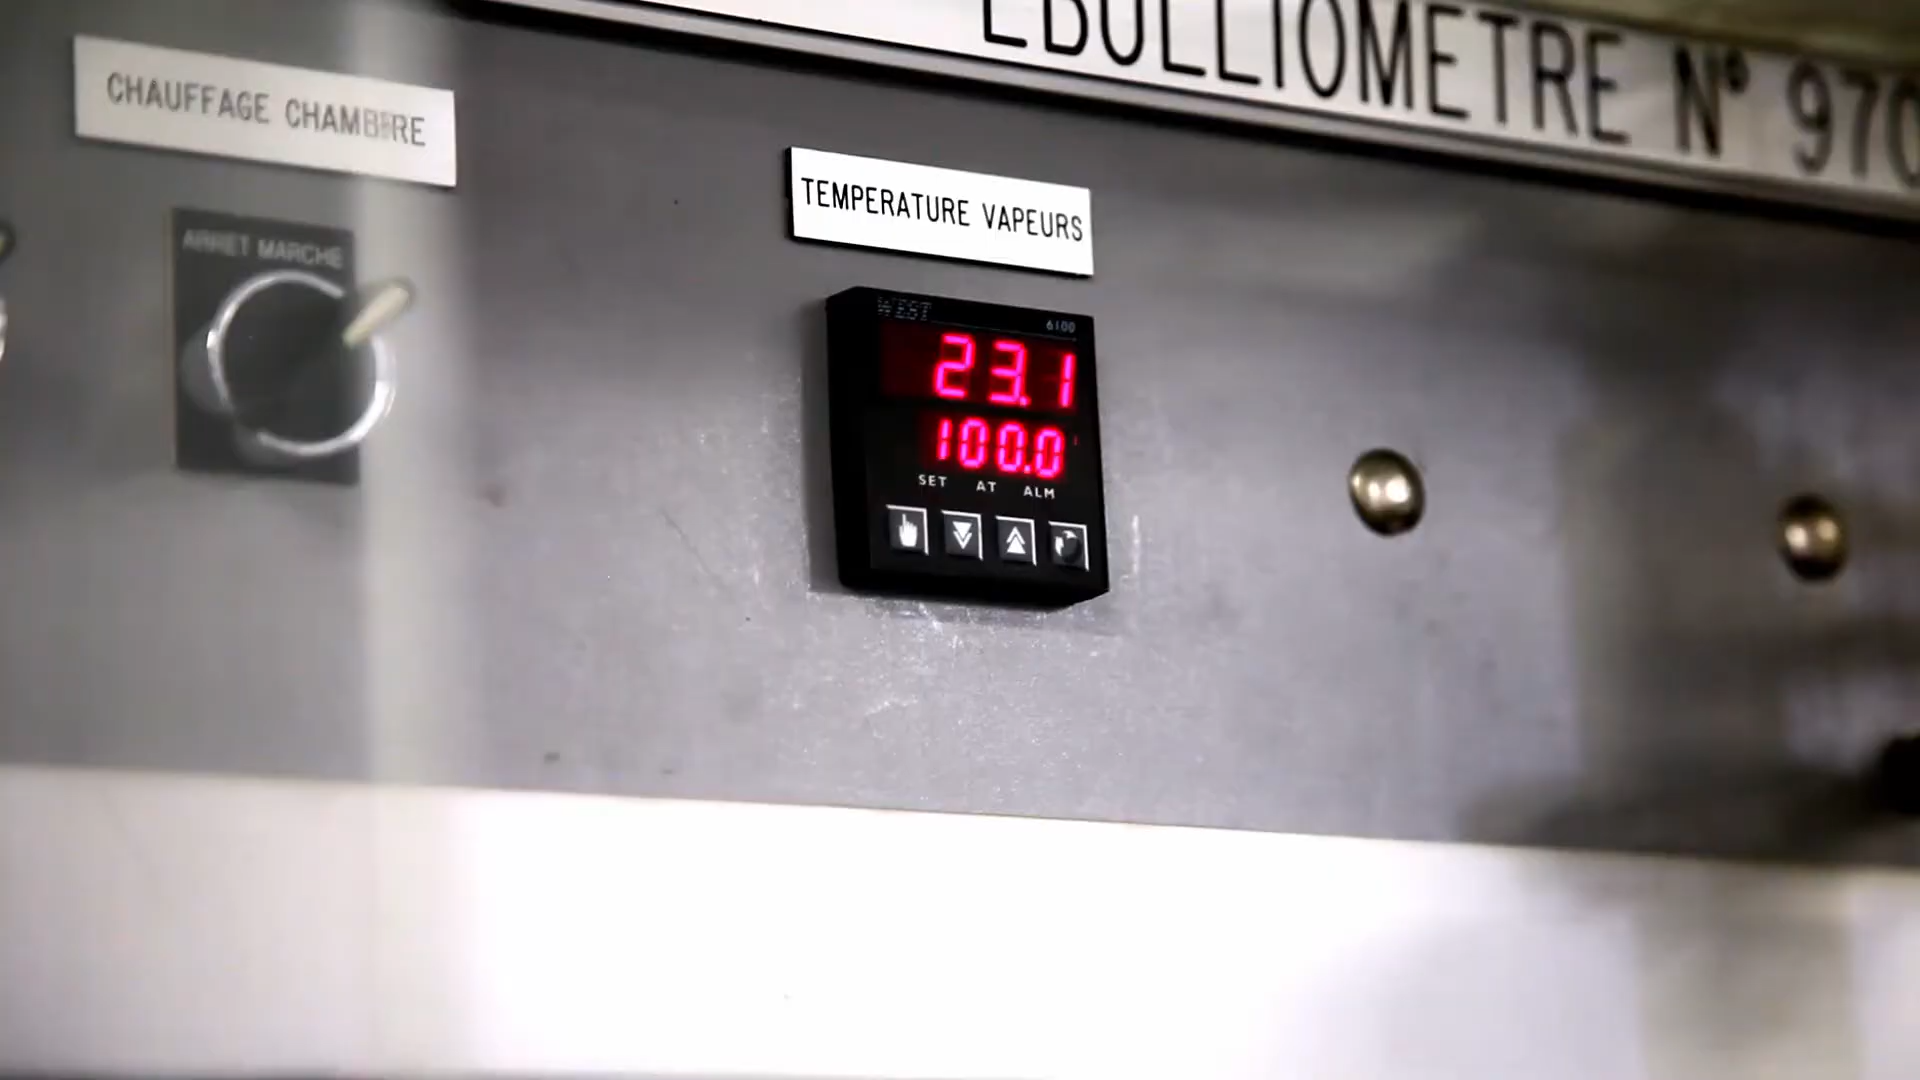 EBULLIOMETRE N° 970
CHAUFFAGE CHAMBRE
ARRET MARCHE
TEMPERATURE VAPEURS
WEST
6100
23.1
100.0
SET AT ALM